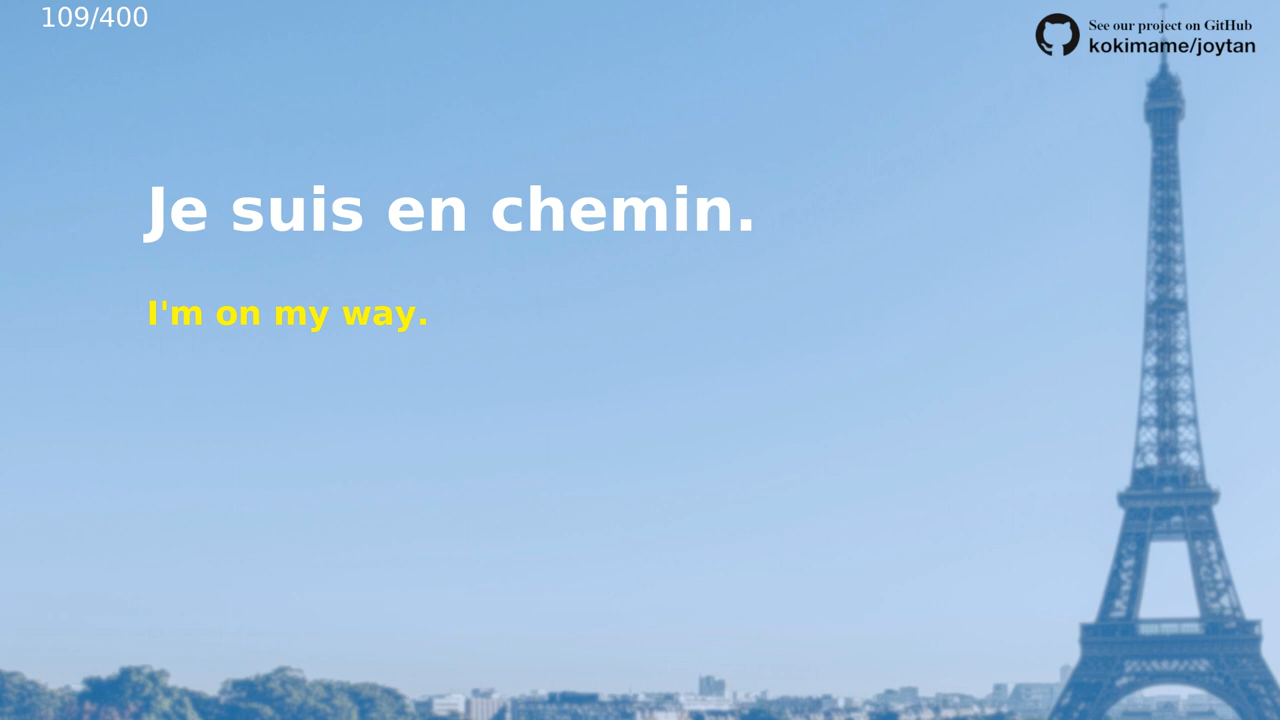 109/400
See our project on GitHub
kokimame/joytan
Je suis en chemin.
I'm on my way.